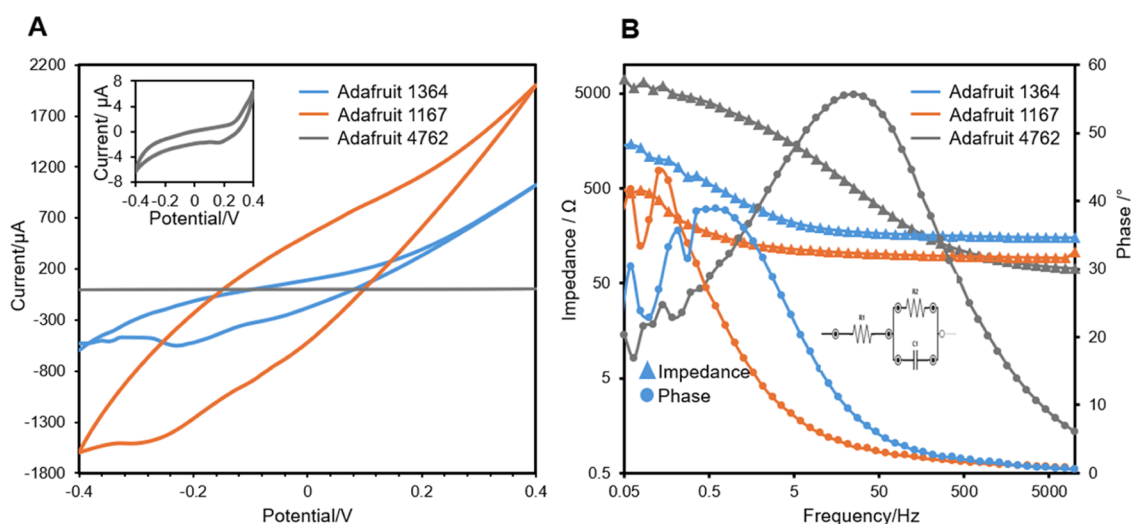 A
2200
1700
1200
700
200
-300
-800
-1300
-1800
Current/µA
-0.4
-0.2
0
0.2
0.4
Potential/V
8
4
0
-4
-8
Current/ µA
-0.4
-0.2
0
0.2
0.4
Potential/V
Adafruit 1364
Adafruit 1167
Adafruit 4762
B
5000
500
50
5
0.5
Impedance / Ω
0.05
0.5
5
50
500
5000
Frequency/Hz
60
50
40
30
20
10
0
Phase /°
Adafruit 1364
Adafruit 1167
Adafruit 4762
R1
R2
C1
Impedance
Phase